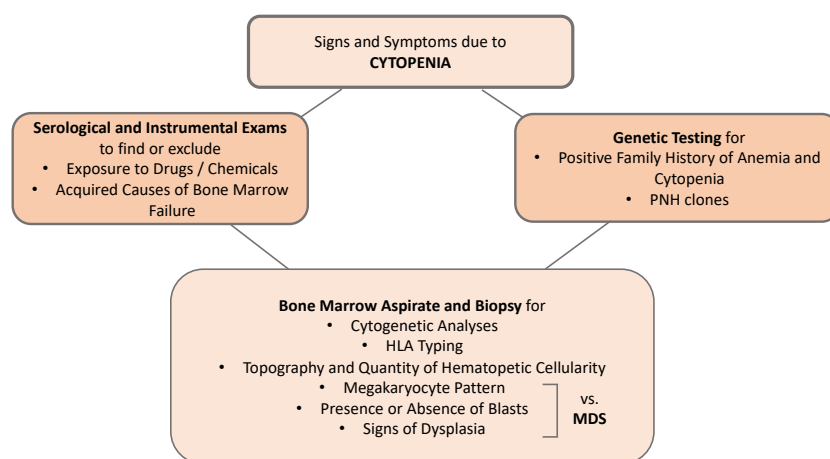 Signs and Symptoms due to
CYTOPENIA
Serological and Instrumental Exams
to find or exclude
• Exposure to Drugs / Chemicals
• Acquired Causes of Bone Marrow
Failure
Genetic Testing for
• Positive Family History of Anemia and
Cytopenia
• PNH clones
Bone Marrow Aspirate and Biopsy for
• Cytogenetic Analyses
• HLA Typing
• Topography and Quantity of Hematopetic Cellularity
• Megakaryocyte Pattern
• Presence or Absence of Blasts
• Signs of Dysplasia
vs.
MDS